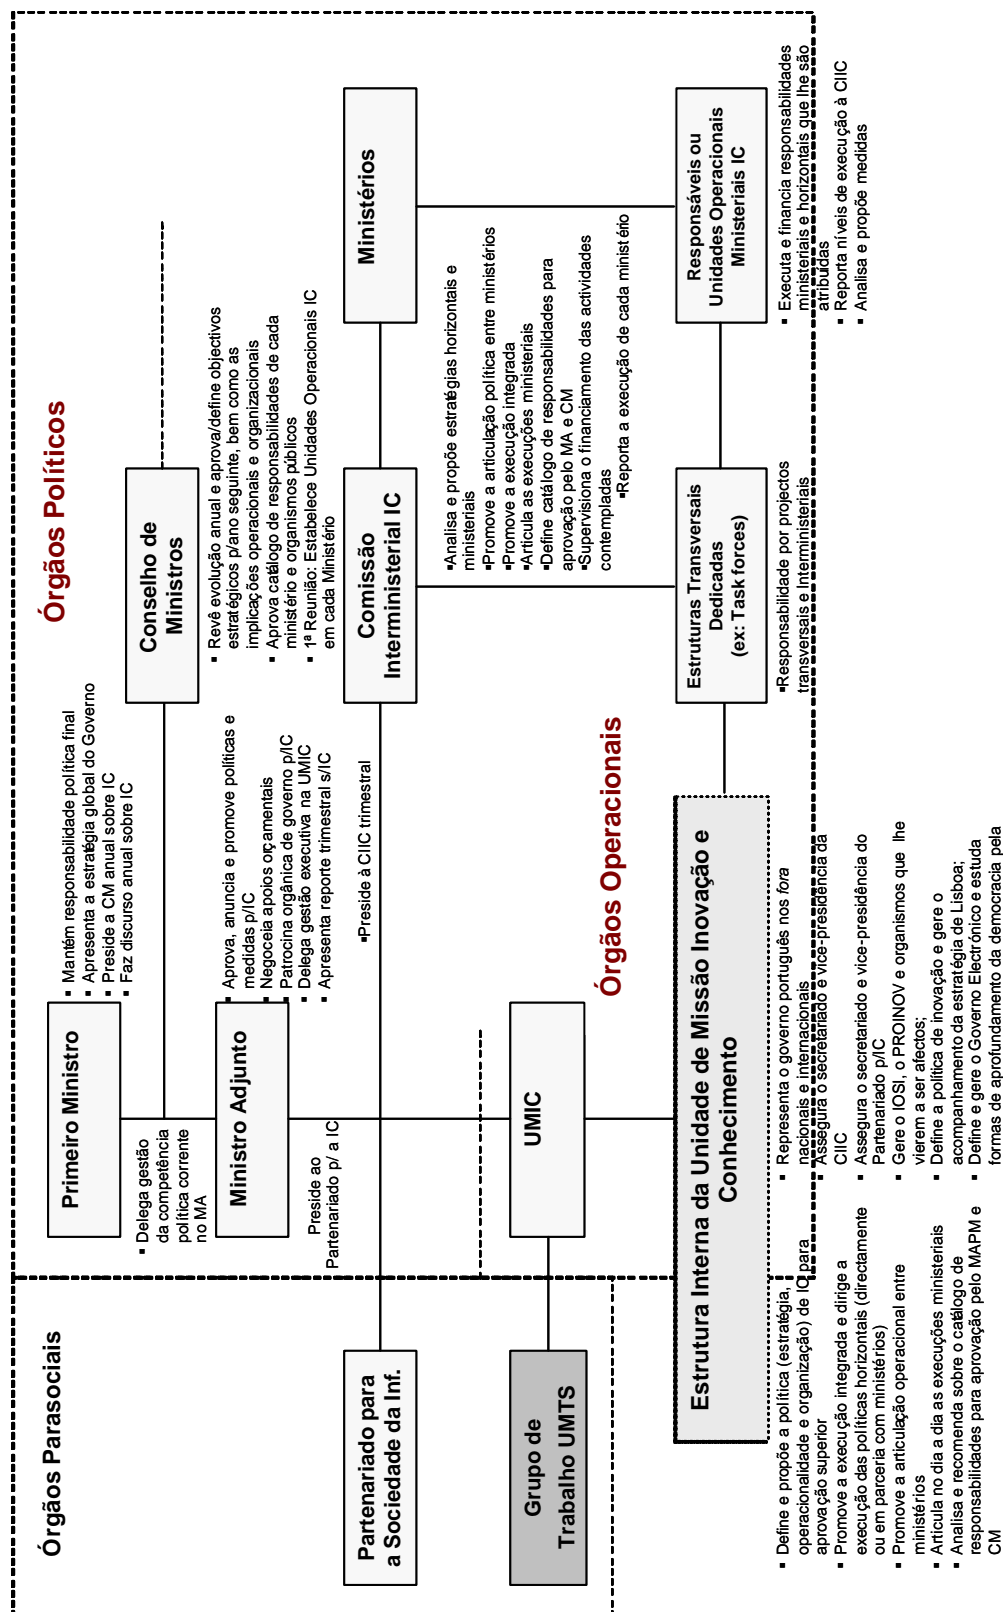 Órgãos Parasociais
Órgãos Políticos
Primeiro Ministro
▪ Mantém responsabilidade política final
▪ Apresenta a estratégia global do Governo
▪ Preside a CM anual sobre IC
▪ Faz discurso anual sobre IC
Conselho de
Ministros
▪ Revê evolução anual e aprova/define objectivos
estratégicos p/ano seguinte, bem como as
implicações operacionais e organizacionais
▪ Aprova catálogo de responsabilidades de cada
ministério e organismos públicos
▪ 1ª Reunião: Estabelece Unidades Operacionais IC
em cada Ministério
▪ Delega gestão
da competência
política corrente
no MA
Ministro Adjunto
▪ Aprova, anuncia e promove políticas e
medidas p/IC
▪ Negoceia apoios orçamentais
▪ Patrocina orgânica de governo p/IC
▪ Delega gestão executiva na UMIC
▪ Apresenta reporte trimestral s/IC
Preside ao
Partenariado p/ a IC
▪Preside à CIIC trimestral
Partenariado para
a Sociedade da Inf.
Comissão
Interministerial IC
Ministérios
▪Analisa e propõe estratégias horizontais e
ministeriais
▪Promove a articulação política entre ministérios
▪Promove a execução integrada
▪Articula as execuções ministeriais
▪Define catálogo de responsabilidades para
aprovação pelo MA e CM
▪Supervisiona o financiamento das actividades
contempladas
▪Reporta a execução de cada ministério
Grupo de
Trabalho UMTS
UMIC
Órgãos Operacionais
Estrutura Interna da Unidade de Missão Inovação e
Conhecimento
Estruturas Transversais
Dedicadas
(ex: Task forces)
Responsáveis ou
Unidades Operacionais
Ministeriais IC
▪ Define e propõe a política (estratégia,
operacionalidade e organização) de IC para
aprovação superior
▪ Promove a execução integrada e dirige a
execução das políticas horizontais (directamente
ou em parceria com ministérios)
▪ Promove a articulação operacional entre
ministérios
▪ Articula no dia a dia as execuções ministeriais
▪ Analisa e recomenda sobre o catálogo de
responsabilidades para aprovação pelo MAPM e
CM
▪ Representa o governo português nos fora
nacionais e internacionais
▪ Assegura o secretariado e vice-presidência da
CIIC
▪ Assegura o secretariado e vice-presidência do
Partenariado p/IC
▪ Gere o IOSI, o PROINOV e organismos que lhe
vierem a ser afectos;
▪ Define a política de inovação e gere o
acompanhamento da estratégia de Lisboa;
▪ Define e gere o Governo Electrónico e estuda
formas de aprofundamento da democracia pela
▪Responsabilidade por projectos
transversais e Interministeriais
▪ Executa e financia responsabilidades
ministeriais e horizontais que lhe são
atribuídas
▪ Reporta níveis de execução à CIIC
▪ Analisa e propõe medidas